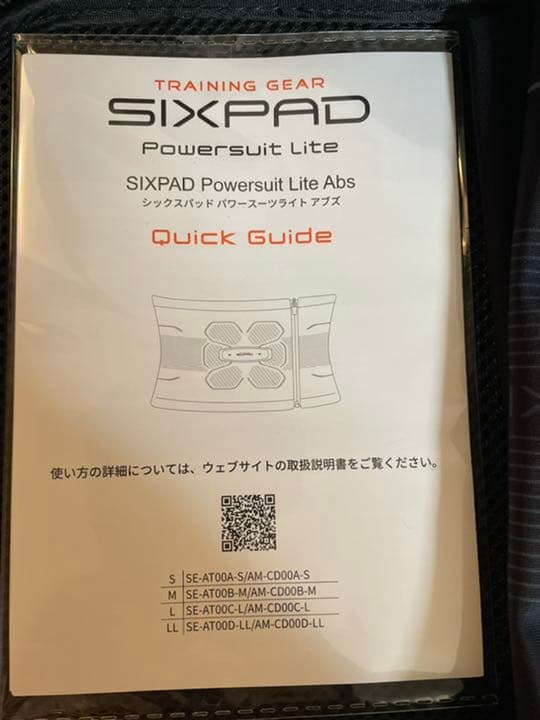 TRAINING GEAR
SIXPAD
Powersuit Lite
SIXPAD Powersuit Lite Abs
シックスパッド パワースーツライト アブズ
Quick Guide
SIXPAD
使い方の詳細については、ウェブサイトの取扱説明書をご覧ください。
S SE-AT00A-S/AM-CD00A-S
M SE-AT00B-M/AM-CD00B-M
L SE-AT00C-L/AM-CD00C-L
LL SE-AT00D-LL/AM-CD00D-LL